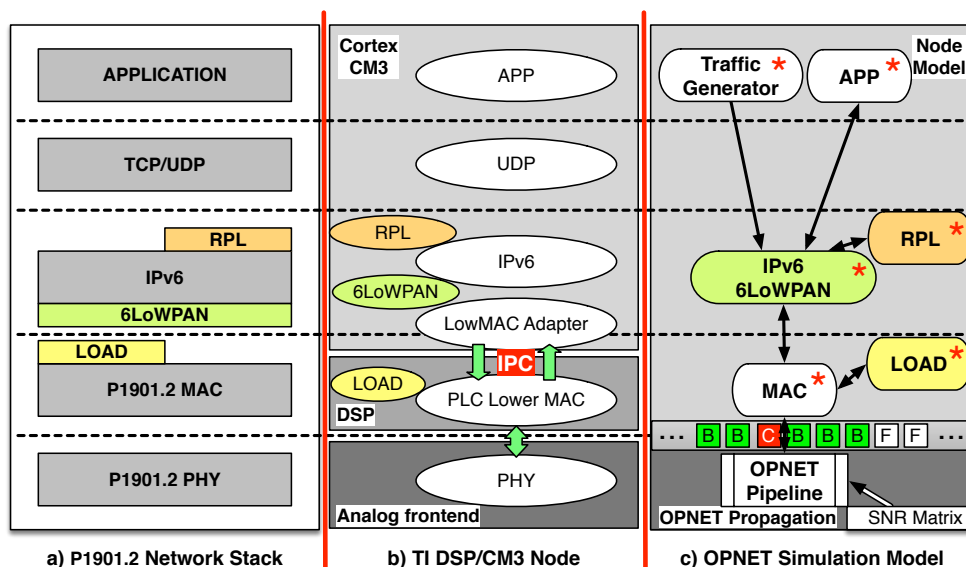 APPLICATION
TCP/UDP
RPL
IPv6
6LoWPAN
LOAD
P1901.2 MAC
P1901.2 PHY
a) P1901.2 Network Stack
Cortex
CM3
APP
UDP
RPL
IPv6
6LoWPAN
LowMAC Adapter
IPC
LOAD
PLC Lower MAC
DSP
PHY
Analog frontend
b) TI DSP/CM3 Node
Node
Model
Traffic *
Generator
APP *
RPL *
IPv6 *
6LoWPAN
LOAD *
MAC *
... B B C B B B F F ...
OPNET
Pipeline
OPNET Propagation
SNR Matrix
c) OPNET Simulation Model